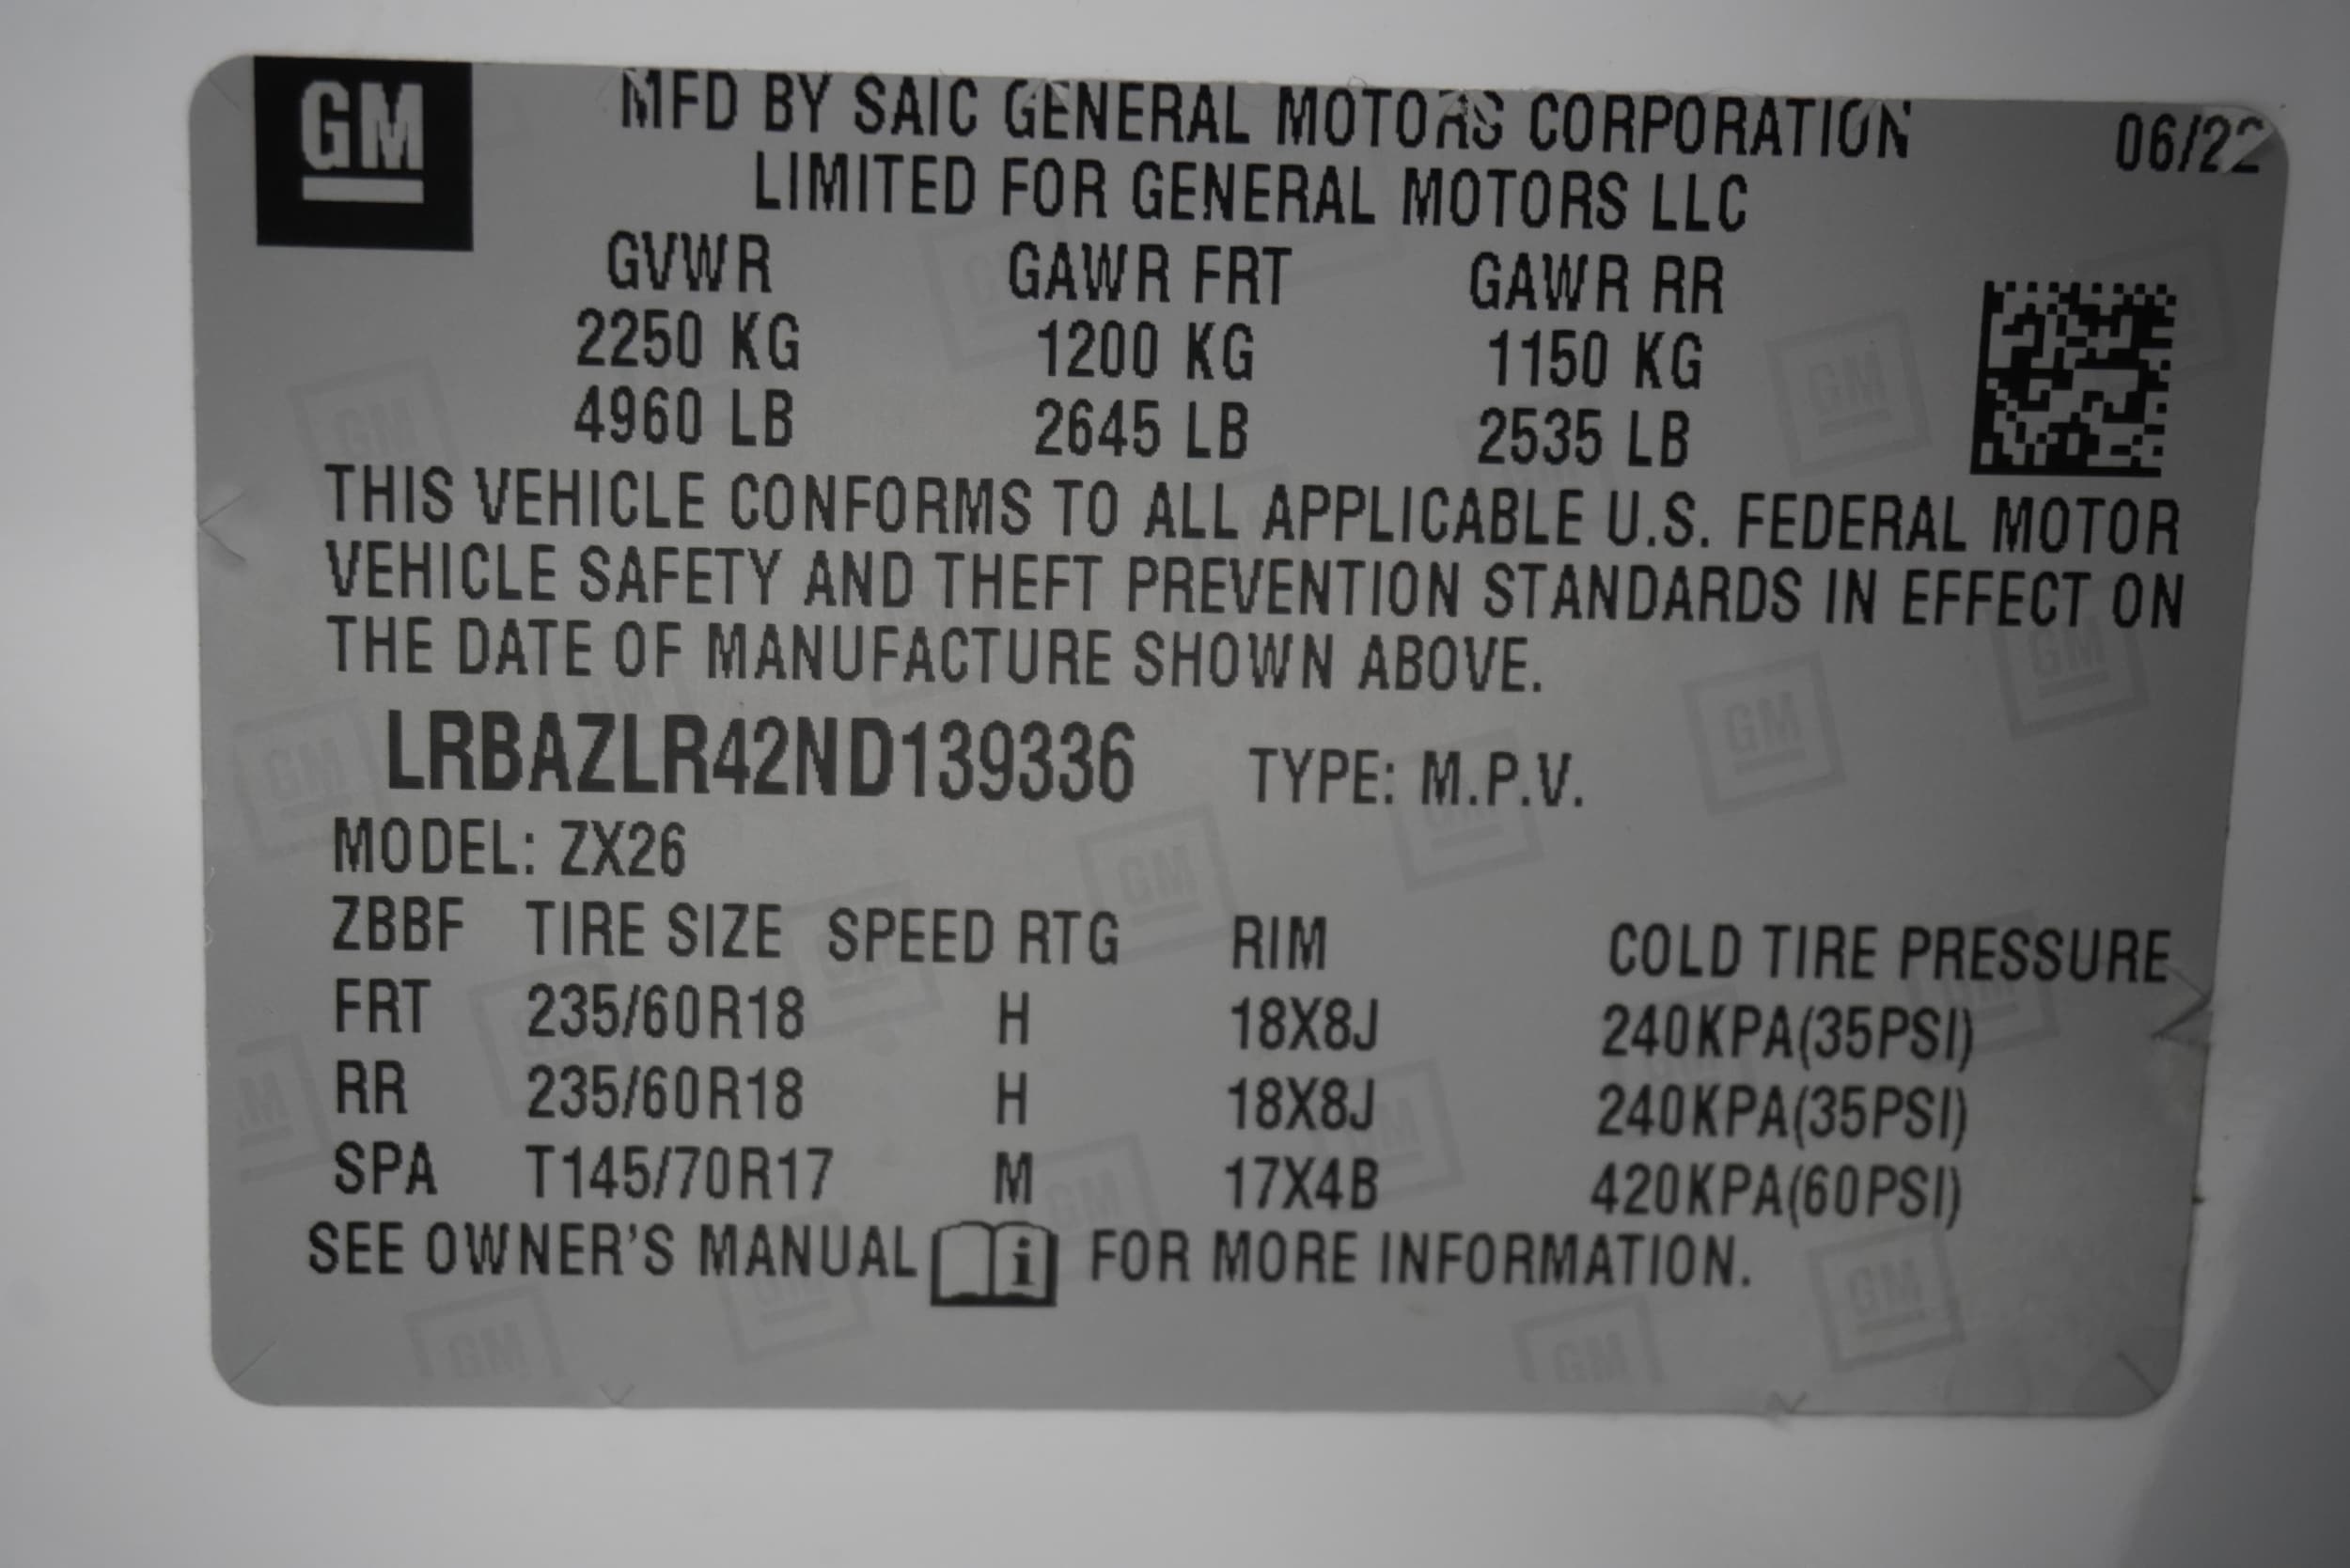 GM
MFD BY SAIC GENERAL MOTORS CORPORATION 06/22
LIMITED FOR GENERAL MOTORS LLC
GVWR GAWR FRT GAWR RR
2250 KG 1200 KG 1150 KG
4960 LB 2645 LB 2535 LB
THIS VEHICLE CONFORMS TO ALL APPLICABLE U.S. FEDERAL MOTOR
VEHICLE SAFETY AND THEFT PREVENTION STANDARDS IN EFFECT ON
THE DATE OF MANUFACTURE SHOWN ABOVE.
LRBAZLR42ND139336 TYPE: M.P.V.
MODEL: ZX26
ZBBF TIRE SIZE SPEED RTG RIM COLD TIRE PRESSURE
FRT 235/60R18 H 18X8J 240KPA(35PSI)
RR 235/60R18 H 18X8J 240KPA(35PSI)
SPA T145/70R17 M 17X4B 420KPA(60PSI)
SEE OWNER'S MANUAL i FOR MORE INFORMATION.